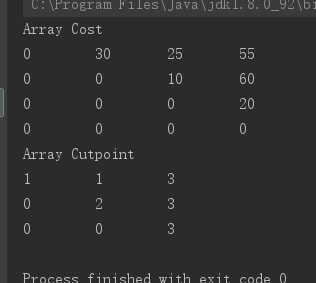 C:\Program Files\Java\jdk1.8.0_92\bi
Array Cost
0 30 25 55
0 0 10 60
0 0 0 20
0 0 0 0
Array Cutpoint
1 1 3
0 2 3
0 0 3
Process finished with exit code 0